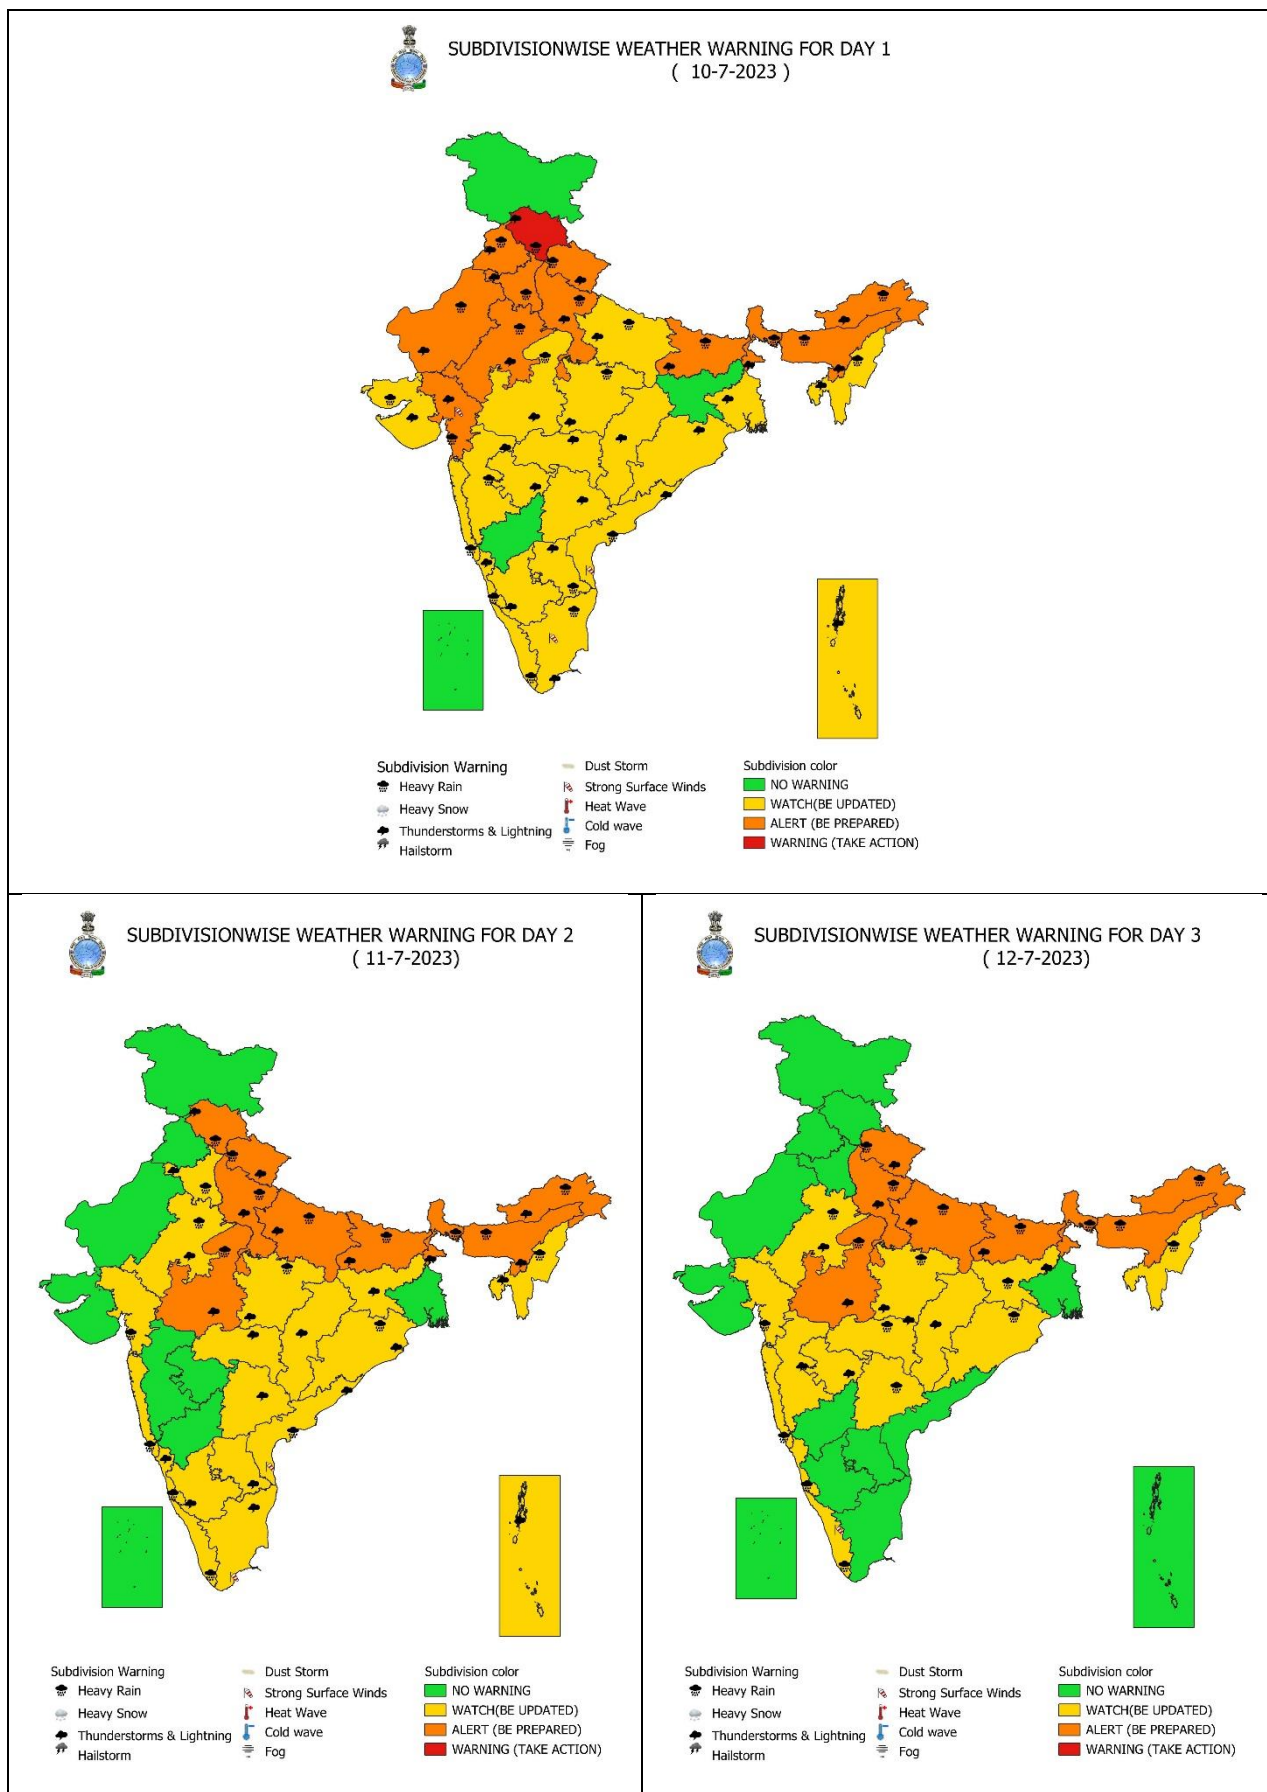 SUBDIVISIONWISE WEATHER WARNING FOR DAY 1
( 10-7-2023 )
Subdivision Warning
Heavy Rain
Heavy Snow
Thunderstorms & Lightning
Hailstorm
Dust Storm
Strong Surface Winds
Heat Wave
Cold wave
Fog
Subdivision color
NO WARNING
WATCH(BE UPDATED)
ALERT (BE PREPARED)
WARNING (TAKE ACTION)
SUBDIVISIONWISE WEATHER WARNING FOR DAY 2
( 11-7-2023)
Subdivision Warning
Heavy Rain
Heavy Snow
Thunderstorms & Lightning
Hailstorm
Dust Storm
Strong Surface Winds
Heat Wave
Cold wave
Fog
Subdivision color
NO WARNING
WATCH(BE UPDATED)
ALERT (BE PREPARED)
WARNING (TAKE ACTION)
SUBDIVISIONWISE WEATHER WARNING FOR DAY 3
( 12-7-2023)
Subdivision Warning
Heavy Rain
Heavy Snow
Thunderstorms & Lightning
Hailstorm
Dust Storm
Strong Surface Winds
Heat Wave
Cold wave
Fog
Subdivision color
NO WARNING
WATCH(BE UPDATED)
ALERT (BE PREPARED)
WARNING (TAKE ACTION)